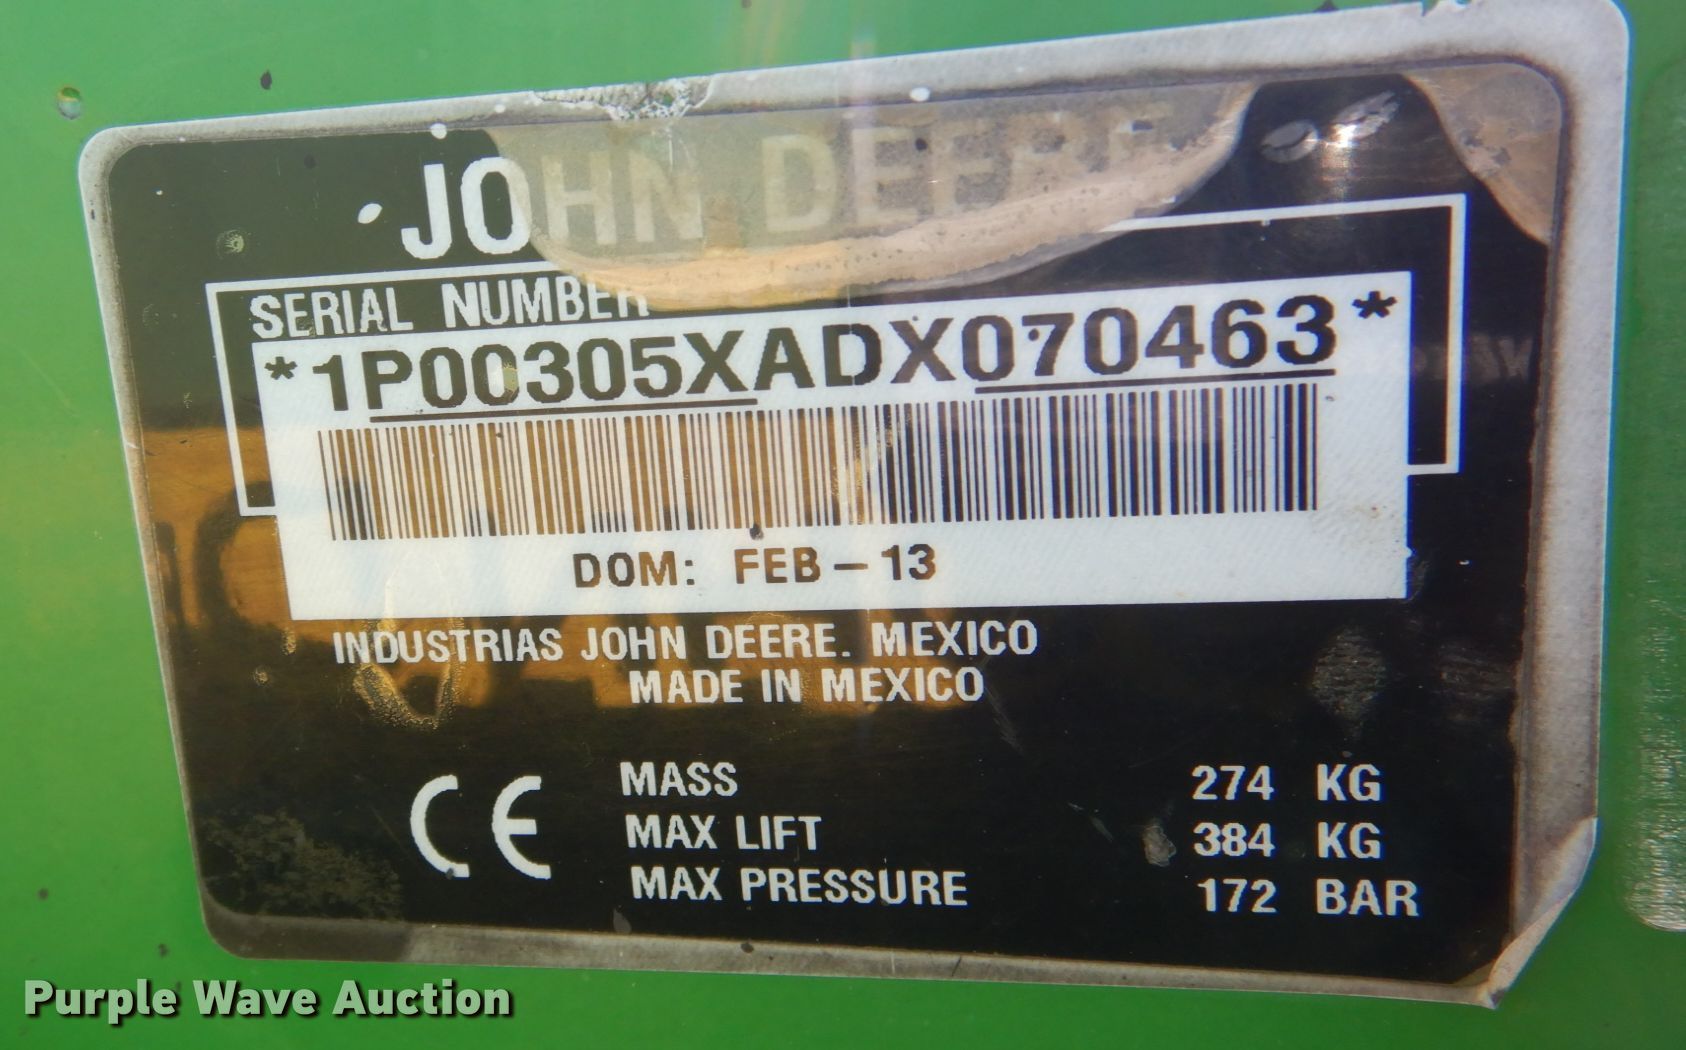 JOHN DEERE
SERIAL NUMBER
*1P00305XADX070463*
DOM: FEB-13
INDUSTRIAS JOHN DEERE. MEXICO
MADE IN MEXICO
CE
MASS 274 KG
MAX LIFT 384 KG
MAX PRESSURE 172 BAR
Purple Wave Auction